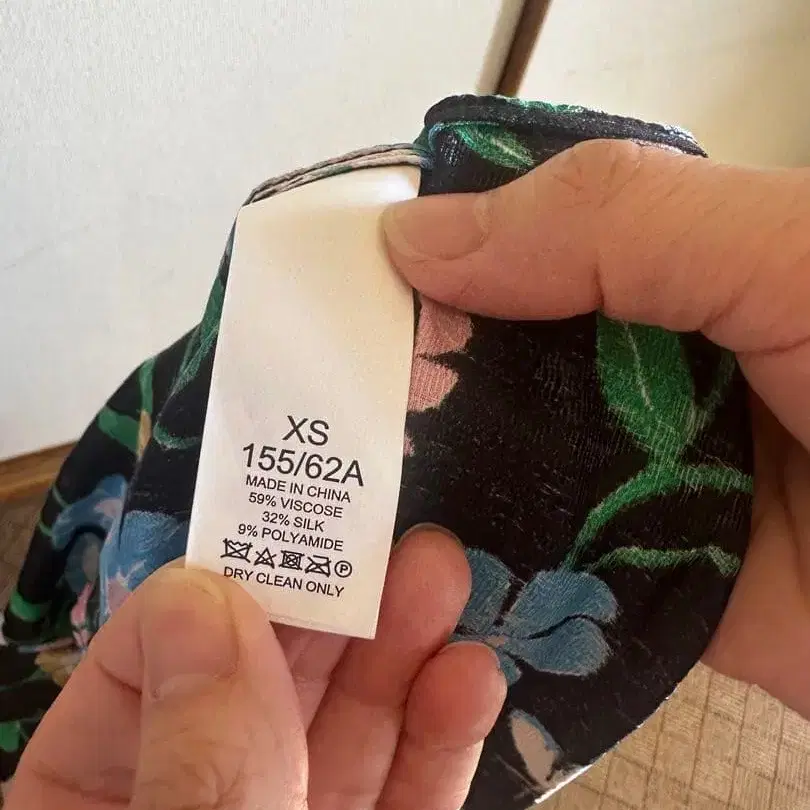 XS
155/62A
MADE IN CHINA
59% VISCOSE
32% SILK
9% POLYAMIDE
P
DRY CLEAN ONLY